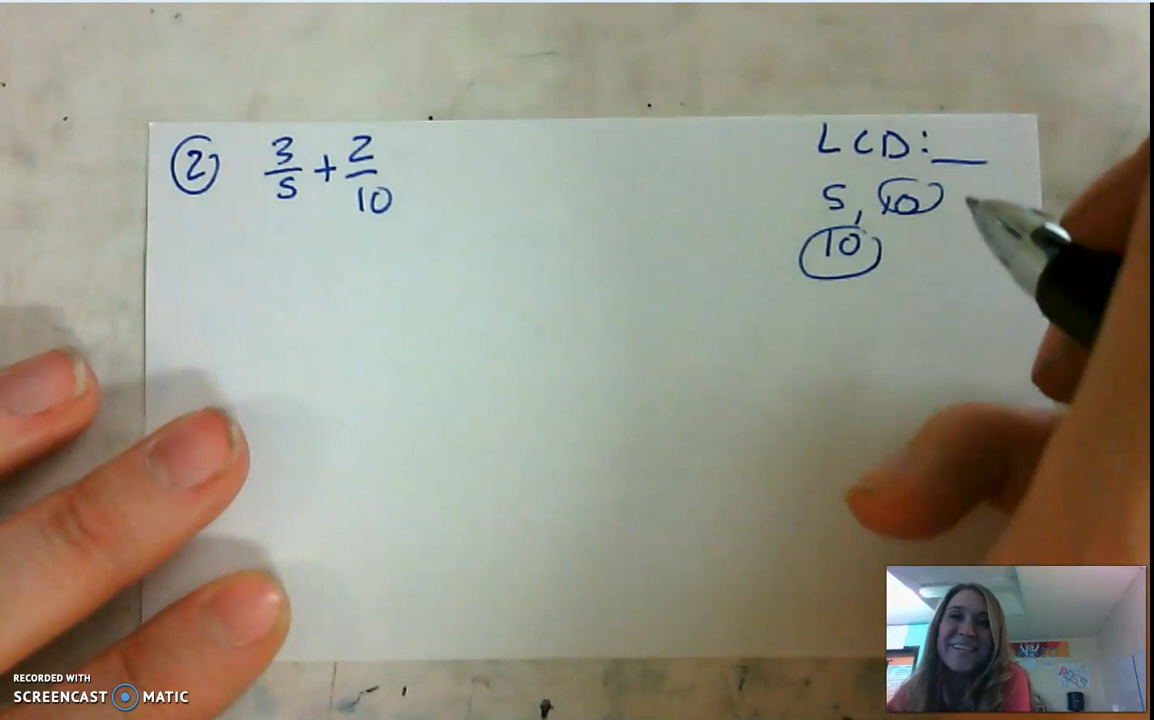 ② 3/5 + 2/10
LCD: __
5, 10
10
RECORDED WITH
SCREENCAST MATIC